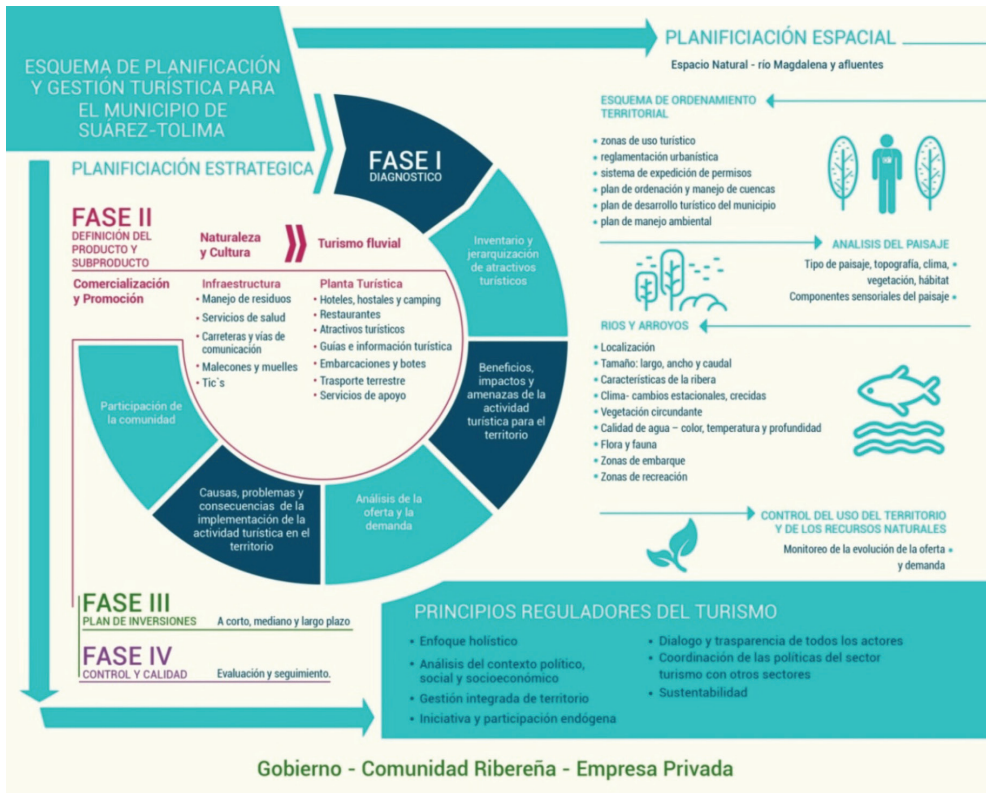 ESQUEMA DE PLANIFICACIÓN
Y GESTIÓN TURÍSTICA PARA
EL MUNICIPIO DE
SUÁREZ-TOLIMA
PLANIFICIACIÓN ESTRATEGICA
FASE I
DIAGNOSTICO
Inventario y
jerarquización
de atractivos
turísticos
Beneficios,
impactos y
amenazas de la
actividad
turística para el
territorio
Análisis de la
oferta y la
demanda
Causas, problemas y
consecuencias de la
implementación de la
actividad turística en el
territorio
Participación de
la comunidad
FASE II
DEFINICIÓN DEL
PRODUCTO Y
SUBPRODUCTO
Naturaleza
y Cultura
Turismo fluvial
Comercialización
y Promoción
Infraestructura
• Manejo de residuos
• Servicios de salud
• Carreteras y vías de
comunicación
• Malecones y muelles
• Tic´s
Planta Turística
• Hoteles, hostales y camping
• Restaurantes
• Atractivos turísticos
• Guías e información turística
• Embarcaciones y botes
• Trasporte terrestre
• Servicios de apoyo
FASE III
PLAN DE INVERSIONES
A corto, mediano y largo plazo
FASE IV
CONTROL Y CALIDAD
Evaluación y seguimiento.
PLANIFICIACIÓN ESPACIAL
Espacio Natural - río Magdalena y afluentes
ESQUEMA DE ORDENAMIENTO
TERRITORIAL
• zonas de uso turístico
• reglamentación urbanística
• sistema de expedición de permisos
• plan de ordenación y manejo de cuencas
• plan de desarrollo turístico del municipio
• plan de manejo ambiental
ANALISIS DEL PAISAJE
Tipo de paisaje, topografía, clima, •
vegetación, hábitat
Componentes sensoriales del paisaje •
RIOS Y ARROYOS
• Localización
• Tamaño: largo, ancho y caudal
• Características de la ribera
• Clima- cambios estacionales, crecidas
• Vegetación circundante
• Calidad de agua – color, temperatura y profundidad
• Flora y fauna
• Zonas de embarque
• Zonas de recreación
CONTROL DEL USO DEL TERRITORIO
Y DE LOS RECURSOS NATURALES
Monitoreo de la evolución de la oferta •
y demanda
PRINCIPIOS REGULADORES DEL TURISMO
• Enfoque holístico
• Análisis del contexto político,
social y socioeconómico
• Gestión integrada de territorio
• Iniciativa y participación endógena
• Dialogo y trasparencia de todos los actores
• Coordinación de las políticas del sector
turismo con otros sectores
• Sustentabilidad
Gobierno - Comunidad Ribereña - Empresa Privada